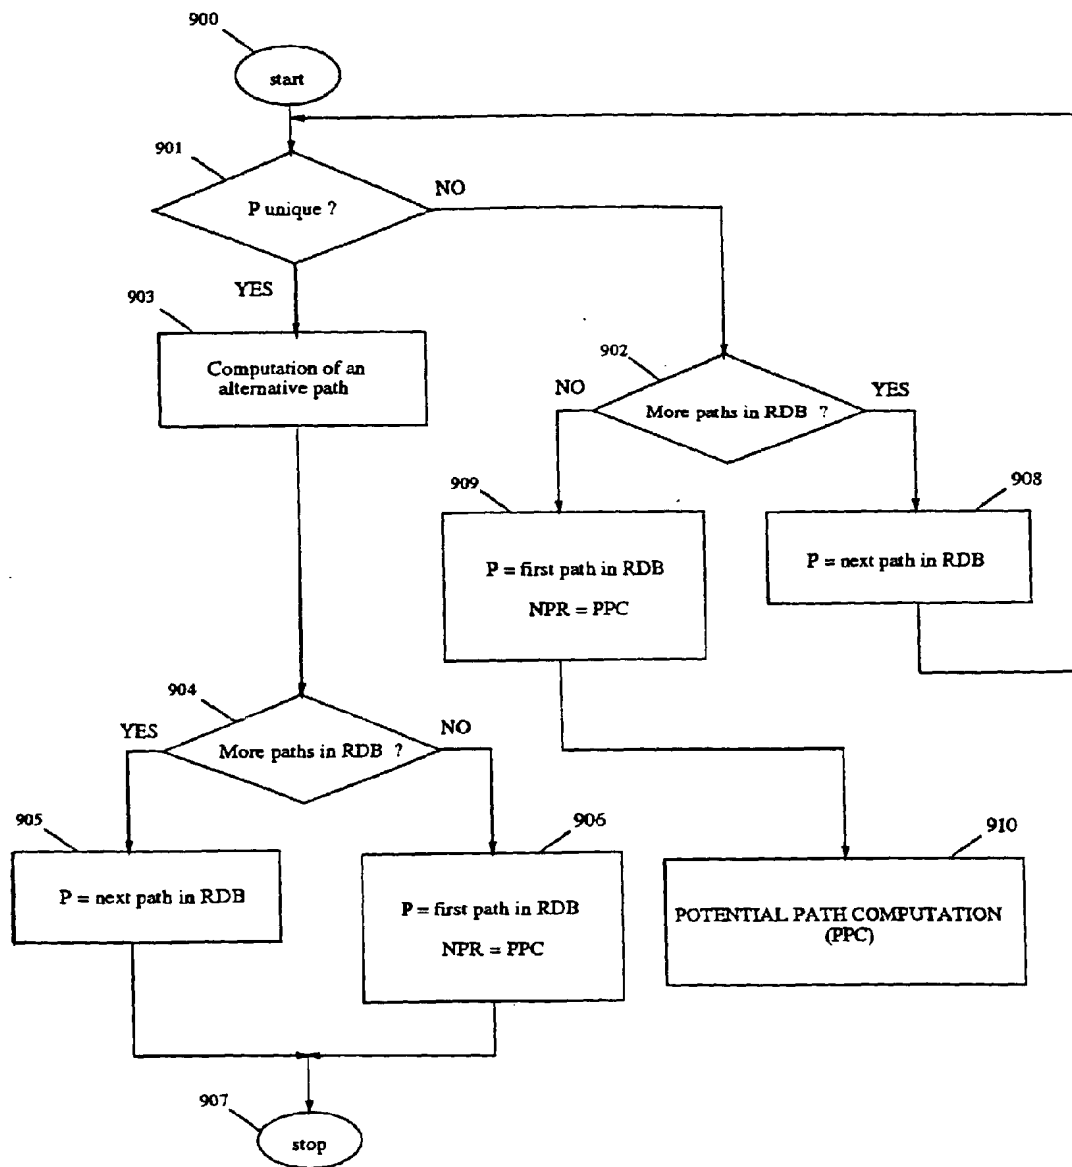 900
start
901
P unique ?
NO
YES
903
Computation of an
alternative path
902
NO
More paths in RDB ?
YES
909
P = first path in RDB
NPR = PPC
908
P = next path in RDB
904
YES
More paths in RDB ?
NO
905
P = next path in RDB
906
P = first path in RDB
NPR = PPC
910
POTENTIAL PATH COMPUTATION
(PPC)
907
stop